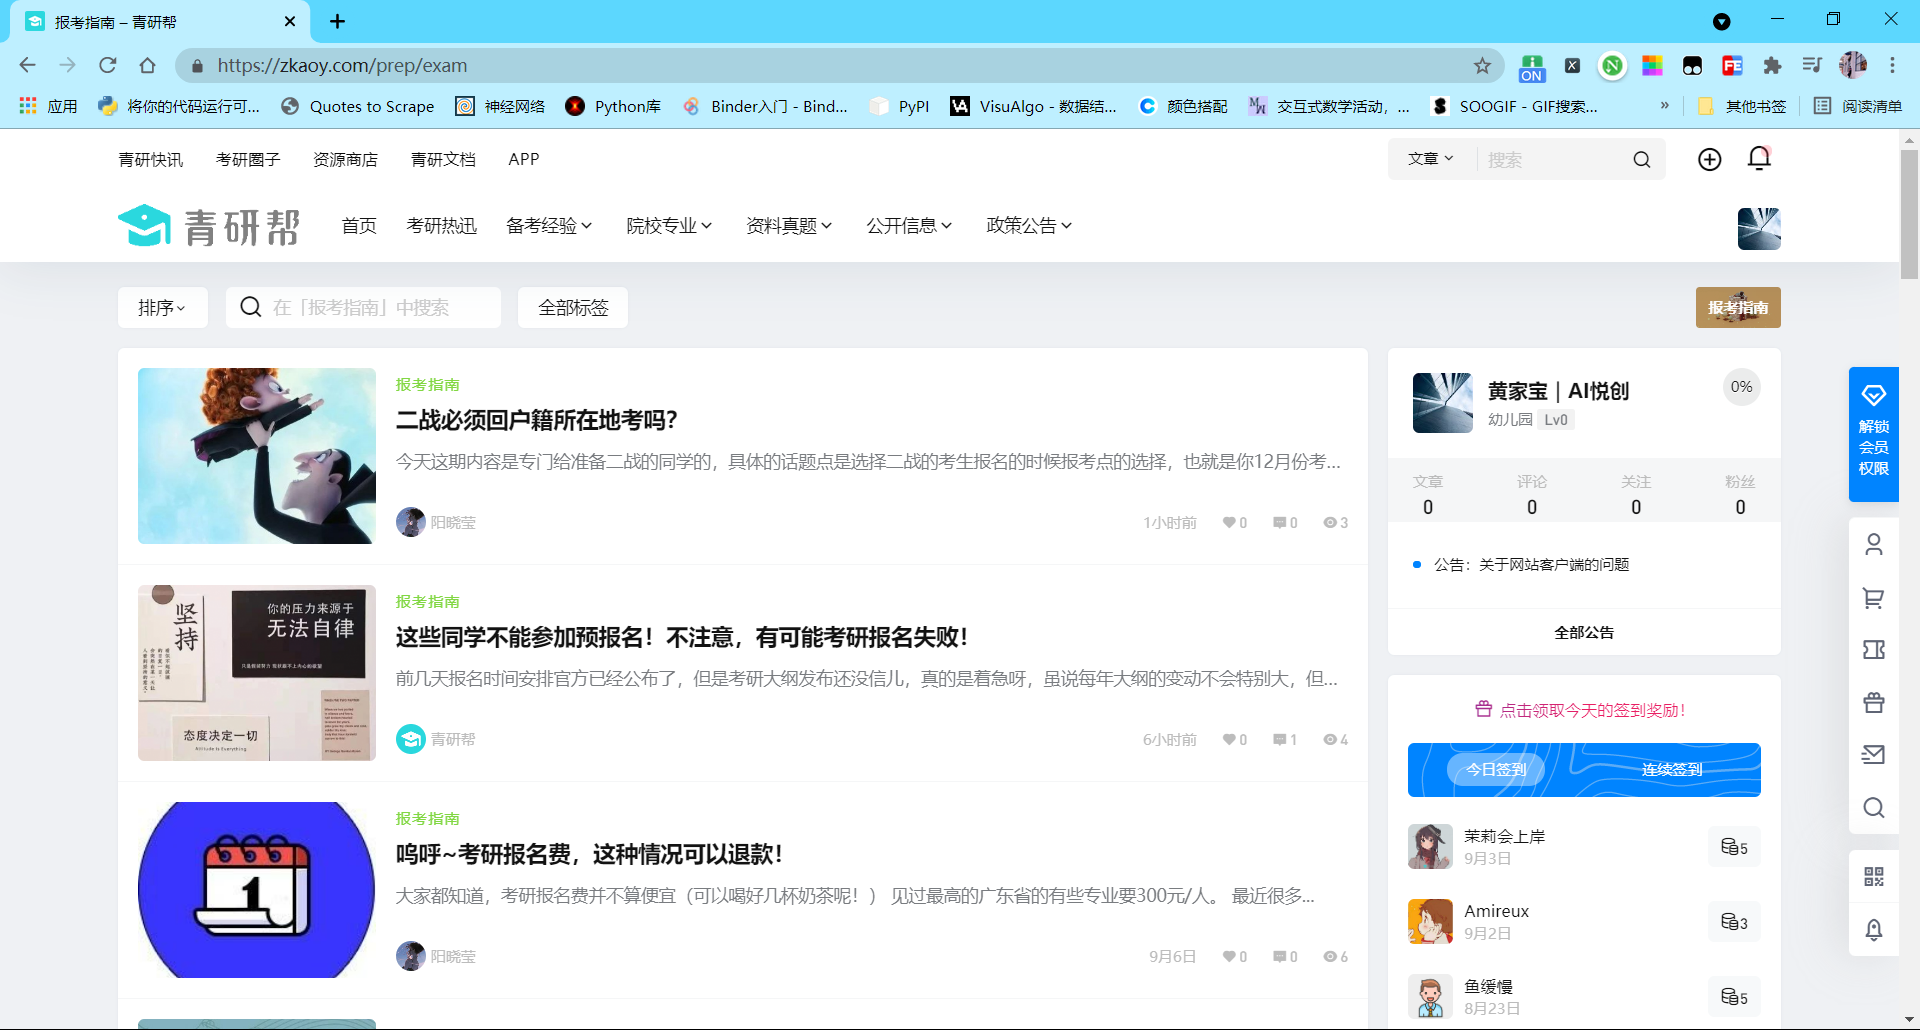 报考指南 – 青研帮
https://zkaoy.com/prep/exam
ON
应用
将你的代码运行可...
Quotes to Scrape
神经网络
Python库
Binder入门 - Bind...
PyPI
VisuAlgo - 数据结...
颜色搭配
交互式数学活动，...
SOOGIF - GIF搜索...
»
其他书签
阅读清单
青研快讯
考研圈子
资源商店
青研文档
APP
文章
搜索
青研帮
首页
考研热迅
备考经验
院校专业
资料真题
公开信息
政策公告
排序
在「报考指南」中搜索
全部标签
报考指南
报考指南
二战必须回户籍所在地考吗？
今天这期内容是专门给准备二战的同学的，具体的话题点是选择二战的考生报名的时候报考点的选择，也就是你12月份考...
阳晓莹
1小时前
0
0
3
坚持
你的压力来源于
无法自律
态度决定一切
Attitude is Everything
报考指南
这些同学不能参加预报名！不注意，有可能考研报名失败！
前几天报名时间安排官方已经公布了，但是考研大纲发布还没信儿，真的是着急呀，虽说每年大纲的变动不会特别大，但...
青研帮
6小时前
0
1
4
1
报考指南
呜呼~考研报名费，这种情况可以退款！
大家都知道，考研报名费并不算便宜（可以喝好几杯奶茶呢！） 见过最高的广东省的有些专业要300元/人。 最近很多...
阳晓莹
9月6日
0
0
6
黄家宝｜AI悦创
0%
幼儿园
Lv0
文章
评论
关注
粉丝
0
0
0
0
公告：关于网站客户端的问题
全部公告
点击领取今天的签到奖励！
今日签到
连续签到
茉莉会上岸
9月3日
5
Amireux
9月2日
3
鱼缓慢
8月23日
5
解锁
会员
权限